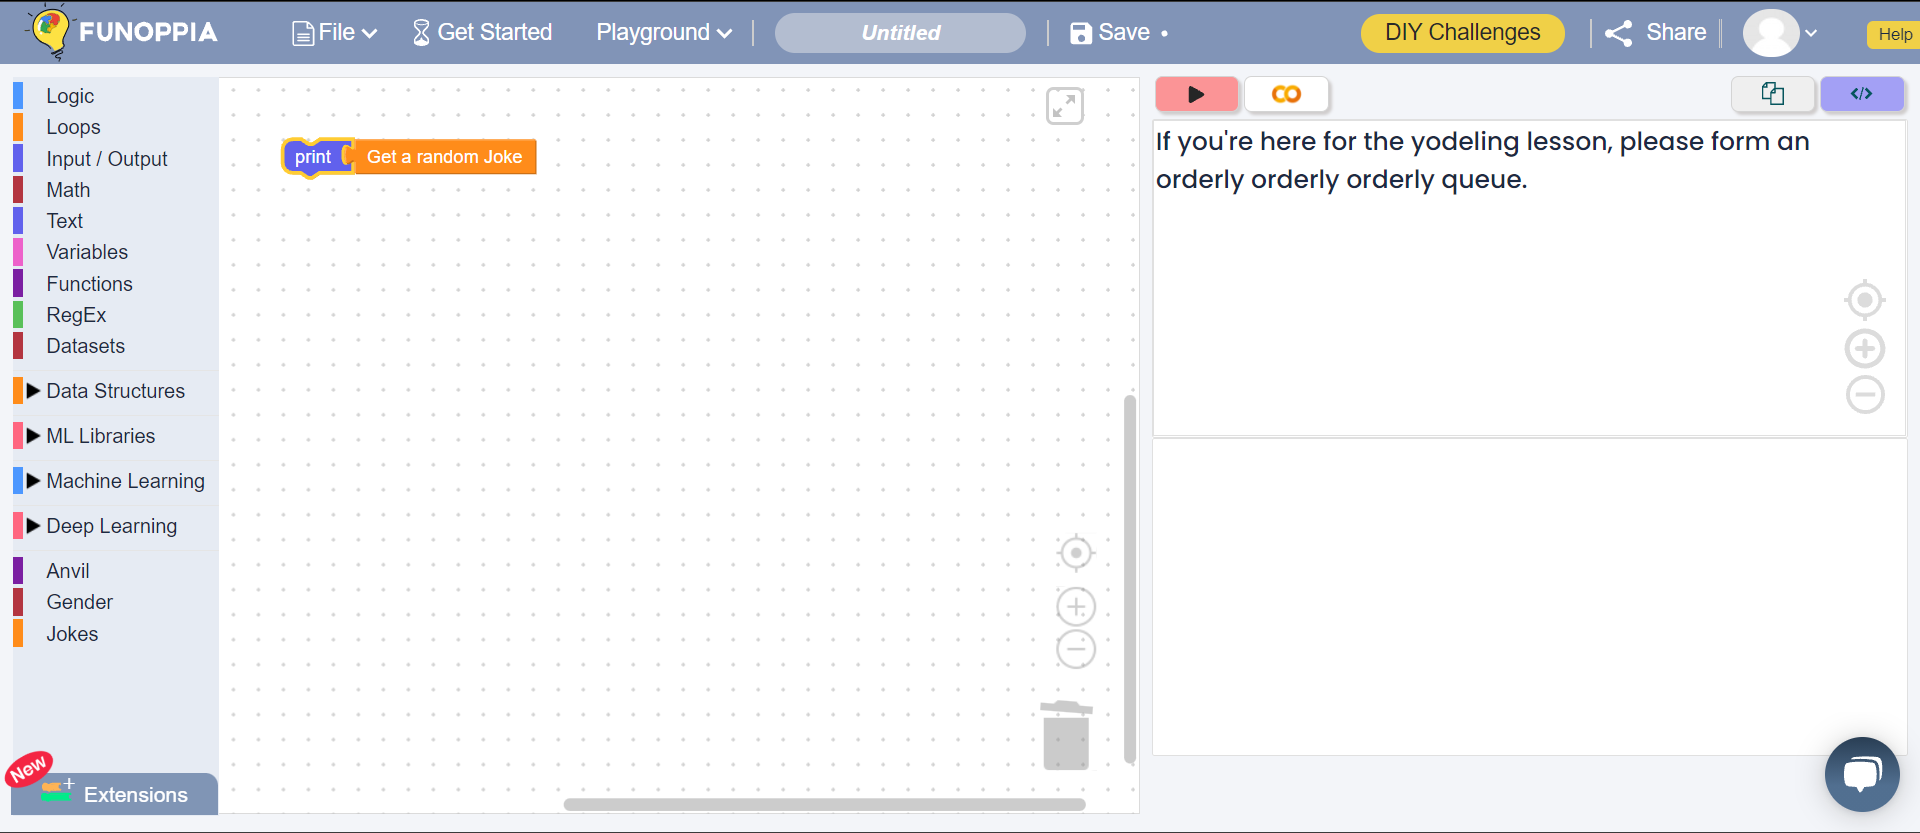 FUNOPPIA
File
Get Started
Playground
Untitled
Save
DIY Challenges
Share
Help
Logic
Loops
Input / Output
Math
Text
Variables
Functions
RegEx
Datasets
Data Structures
ML Libraries
Machine Learning
Deep Learning
Anvil
Gender
Jokes
New
Extensions
print Get a random Joke
</>
If you're here for the yodeling lesson, please form an
orderly orderly orderly queue.